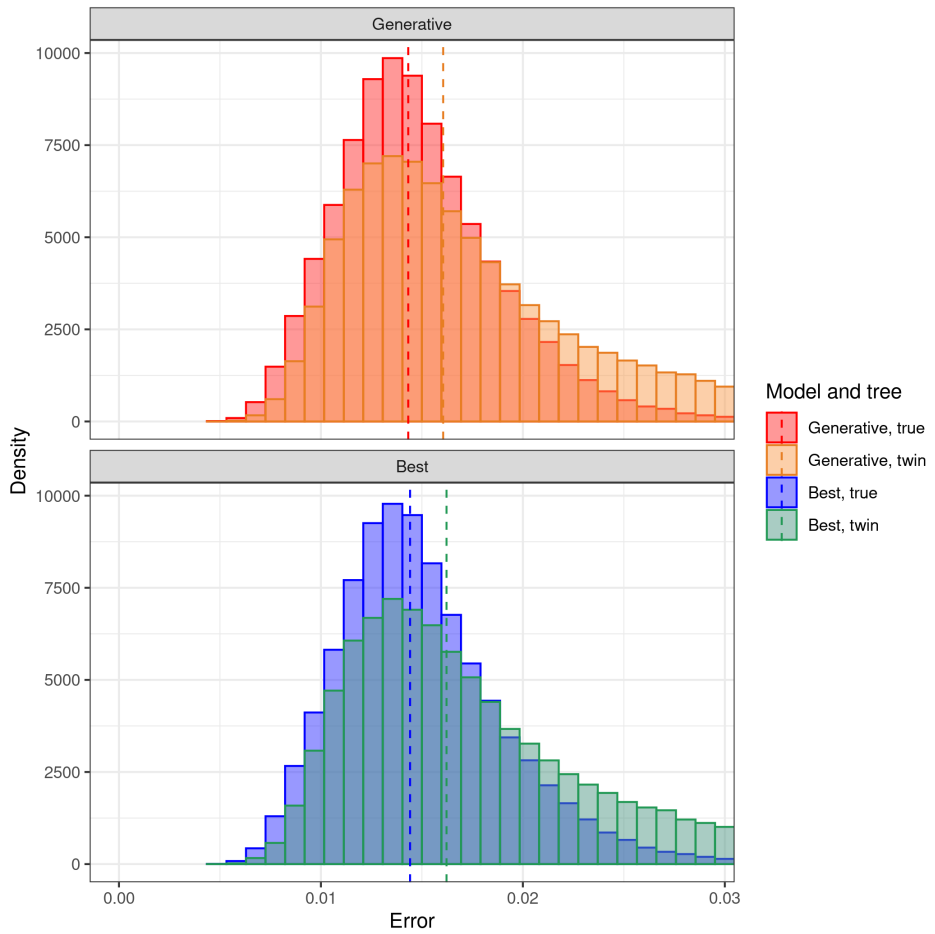 Generative
10000
7500
5000
2500
0
Best
10000
7500
5000
2500
0
0.00 0.01 0.02 0.03
Error
Density
Model and tree
Generative, true
Generative, twin
Best, true
Best, twin